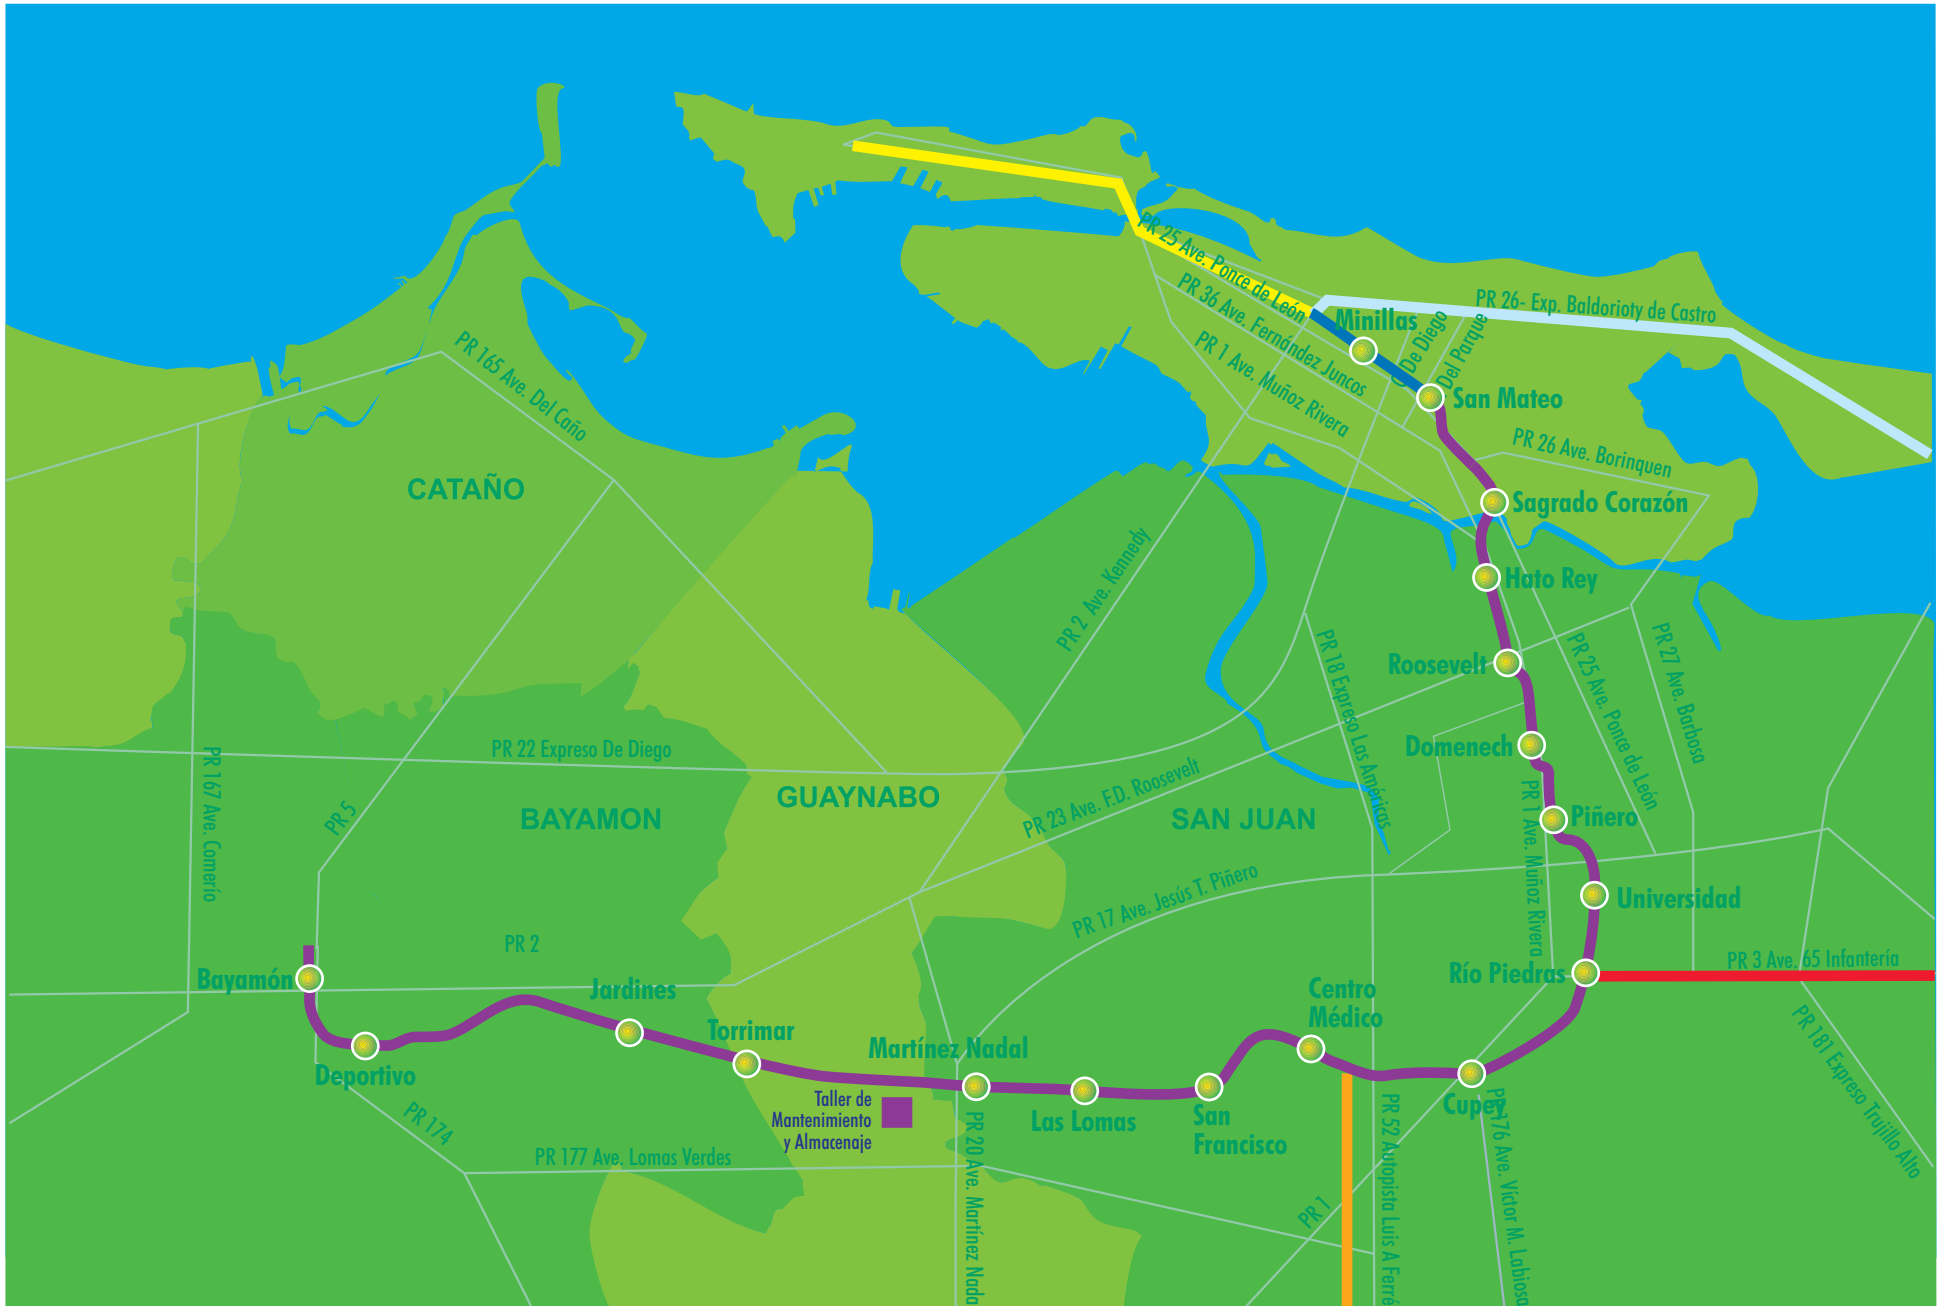 PR 25 Ave. Ponce de León
PR 36 Ave. Fernández Juncos
PR 1 Ave. Muñoz Rivera
PR 26- Exp. Baldorioty de Castro
Minillas
De Diego
Del Parque
San Mateo
PR 165 Ave. Del Caño
PR 26 Ave. Borinquen
CATAÑO
Sagrado Corazón
PR 2 Ave. Kennedy
Hato Rey
Roosevelt
PR 18 Expreso Las Américas
PR 25 Ave. Ponce de León
PR 27 Ave. Barbosa
PR 22 Expreso De Diego
Domenech
PR 167 Ave. Comerío
PR 5
BAYAMON
GUAYNABO
PR 23 Ave. F.D. Roosevelt
SAN JUAN
Piñero
PR 1 Ave. Muñoz Rivera
PR 17 Ave. Jesús T. Piñero
Universidad
PR 2
PR 3 Ave. 65 Infantería
Río Piedras
Bayamón
Jardines
Centro
Médico
Torrimar
Martínez Nadal
PR 181 Expreso Trujillo Alto
Deportivo
Taller de
Mantenimiento
y Almacenaje
Las Lomas
San
Francisco
Cupey
PR 174
PR 177 Ave. Lomas Verdes
PR 20 Ave. Martínez Nada
PR 1
PR 52 Autopista Luis A Ferré
PR 176 Ave. Víctor M. Labiosa